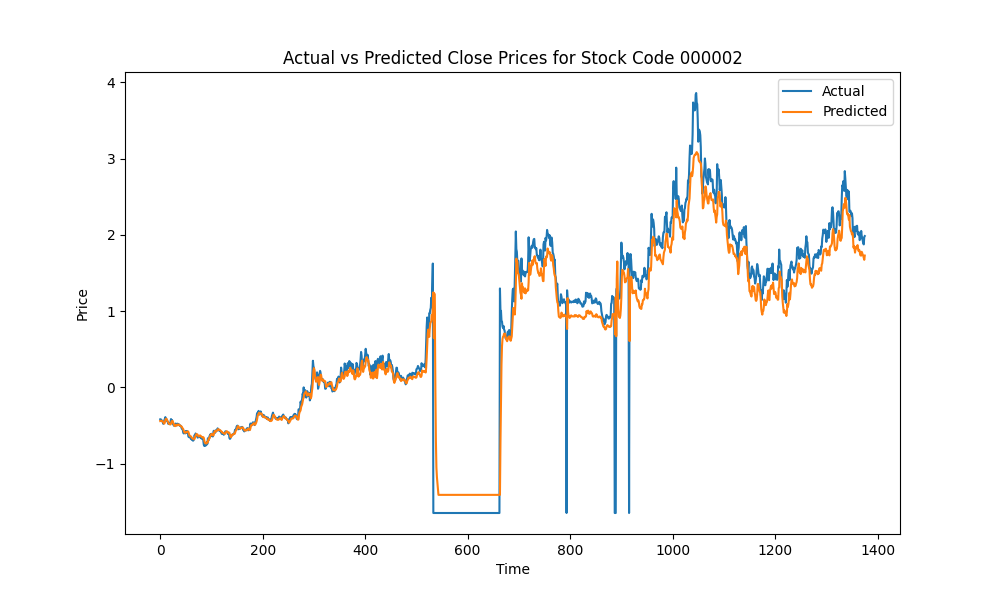 Actual vs Predicted Close Prices for Stock Code 000002
Actual
Predicted
Price
4
3
2
1
0
−1
0 200 400 600 800 1000 1200 1400
Time